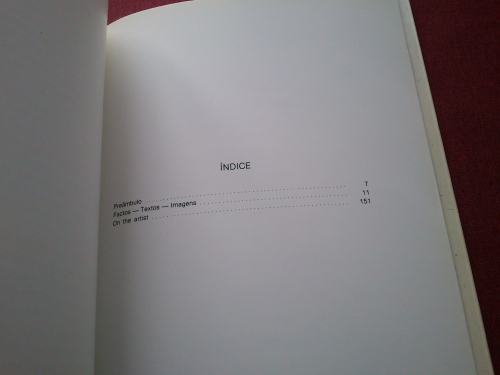 ÍNDICE
Preâmbulo 7
Factos — Textos — Imagens 11
On the artist 151